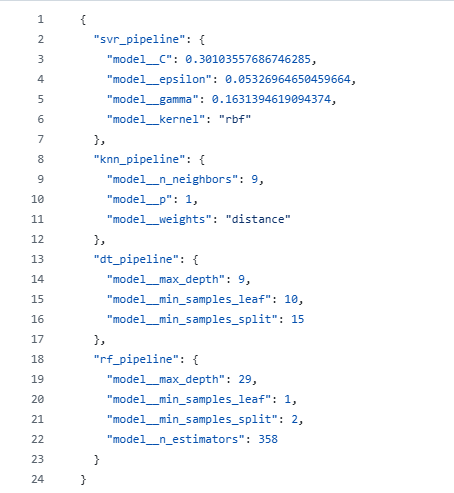 1 {
2 "svr_pipeline": {
3 "model__C": 0.30103557686746285,
4 "model__epsilon": 0.05326964650459664,
5 "model__gamma": 0.1631394619094374,
6 "model__kernel": "rbf"
7 },
8 "knn_pipeline": {
9 "model__n_neighbors": 9,
10 "model__p": 1,
11 "model__weights": "distance"
12 },
13 "dt_pipeline": {
14 "model__max_depth": 9,
15 "model__min_samples_leaf": 10,
16 "model__min_samples_split": 15
17 },
18 "rf_pipeline": {
19 "model__max_depth": 29,
20 "model__min_samples_leaf": 1,
21 "model__min_samples_split": 2,
22 "model__n_estimators": 358
23 }
24 }